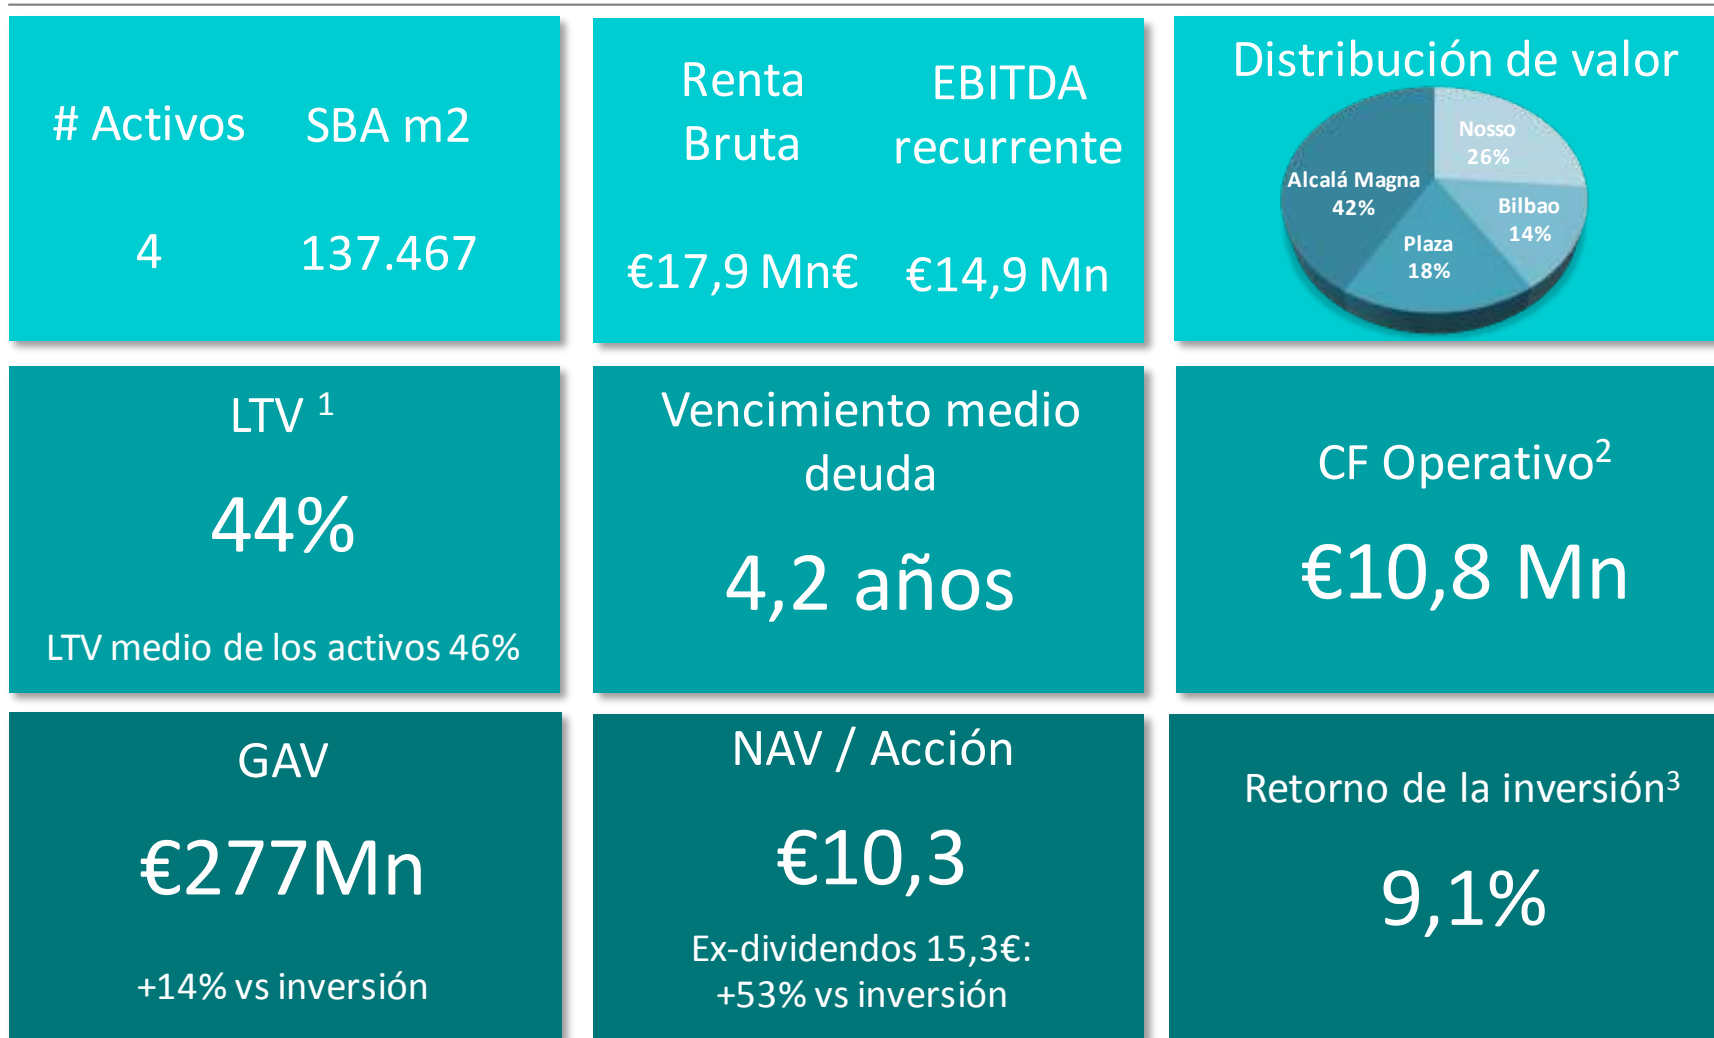 # Activos
SBA m2
4
137.467
Renta
Bruta
EBITDA
recurrente
€17,9 Mn€
€14,9 Mn
Distribución de valor
Nosso
26%
Alcalá Magna
42%
Bilbao
14%
Plaza
18%
LTV 1
44%
LTV medio de los activos 46%
Vencimiento medio
deuda
4,2 años
CF Operativo2
€10,8 Mn
GAV
€277Mn
+14% vs inversión
NAV / Acción
€10,3
Ex-dividendos 15,3€:
+53% vs inversión
Retorno de la inversión3
9,1%